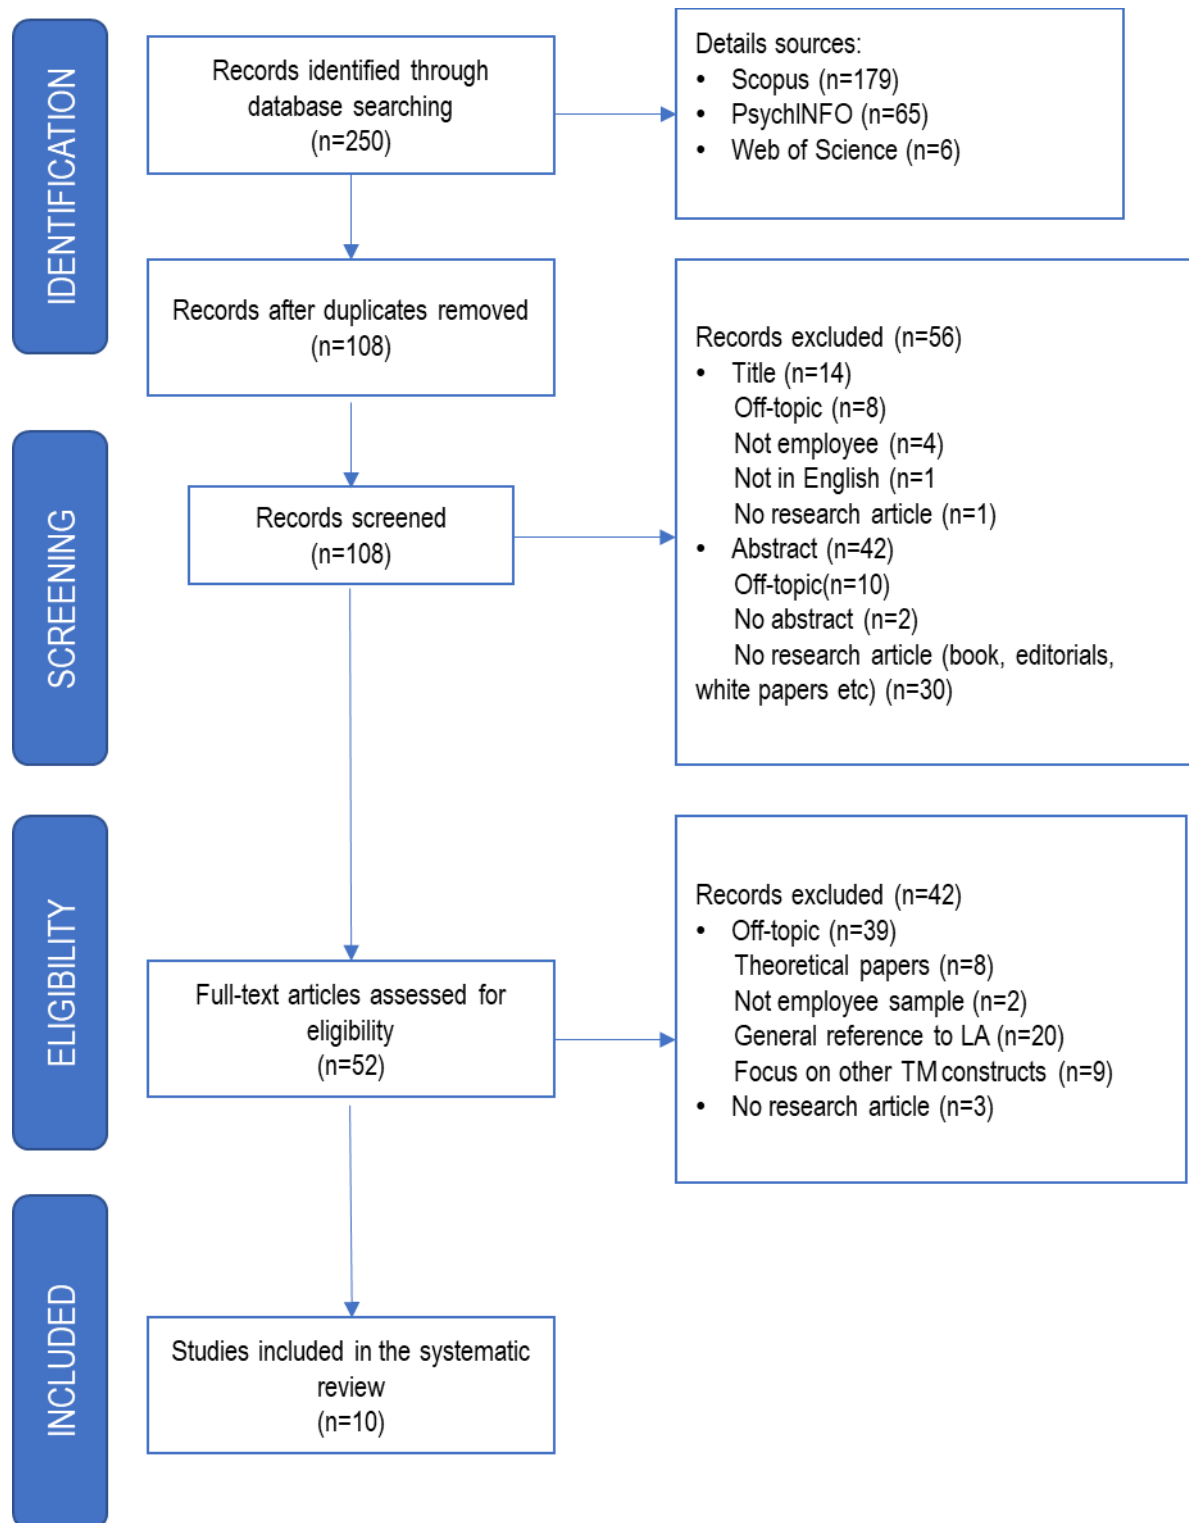 IDENTIFICATION
Records identified through
database searching
(n=250)
Details sources:
• Scopus (n=179)
• PsychINFO (n=65)
• Web of Science (n=6)
Records after duplicates removed
(n=108)
SCREENING
Records screened
(n=108)
Records excluded (n=56)
• Title (n=14)
Off-topic (n=8)
Not employee (n=4)
Not in English (n=1
No research article (n=1)
• Abstract (n=42)
Off-topic(n=10)
No abstract (n=2)
No research article (book, editorials,
white papers etc) (n=30)
ELIGIBILITY
Full-text articles assessed for
eligibility
(n=52)
Records excluded (n=42)
• Off-topic (n=39)
Theoretical papers (n=8)
Not employee sample (n=2)
General reference to LA (n=20)
Focus on other TM constructs (n=9)
• No research article (n=3)
INCLUDED
Studies included in the systematic
review
(n=10)